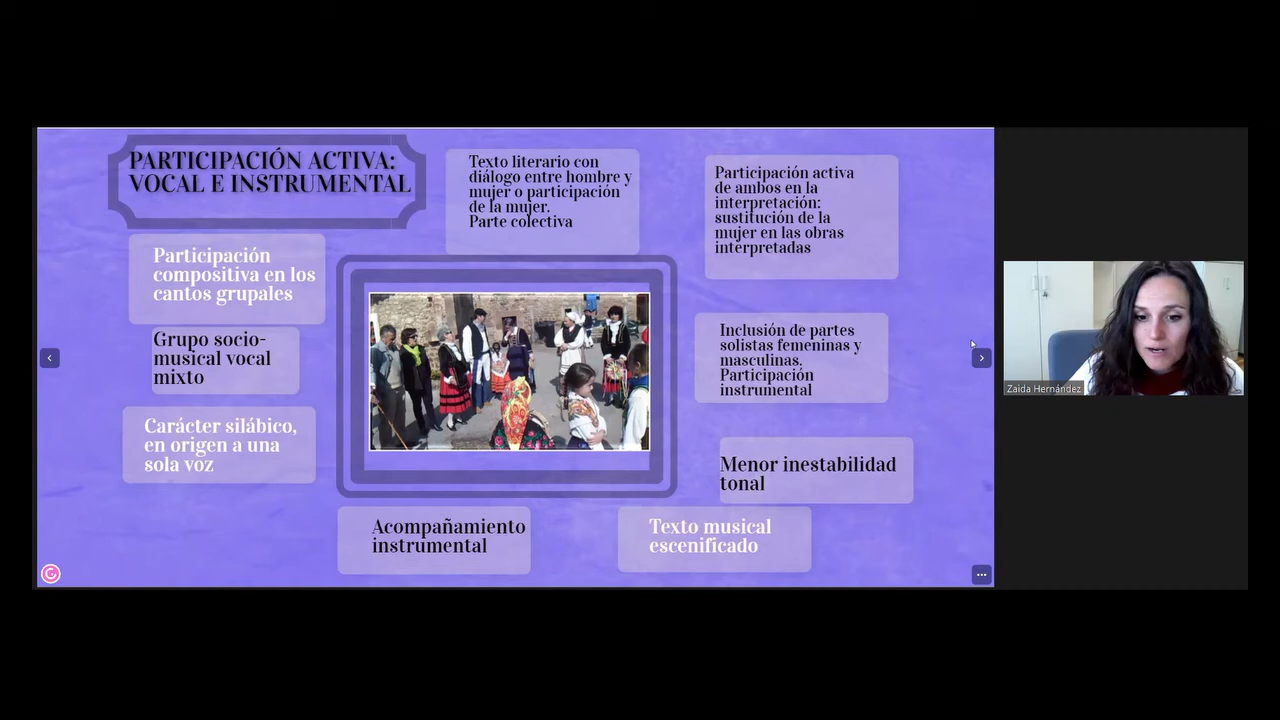 PARTICIPACIÓN ACTIVA:
VOCAL E INSTRUMENTAL
Texto literario con
diálogo entre hombre y
mujer o participación
de la mujer.
Parte colectiva
Participación activa
de ambos en la
interpretación:
sustitución de la
mujer en las obras
interpretadas
Participación
compositiva en los
cantos grupales
Grupo socio-
musical vocal
mixto
Carácter silábico,
en origen a una
sola voz
Inclusión de partes
solistas femeninas y
masculinas.
Participación
instrumental
Menor inestabilidad
tonal
Acompañamiento
instrumental
Texto musical
escenificado
Zaida Hernández